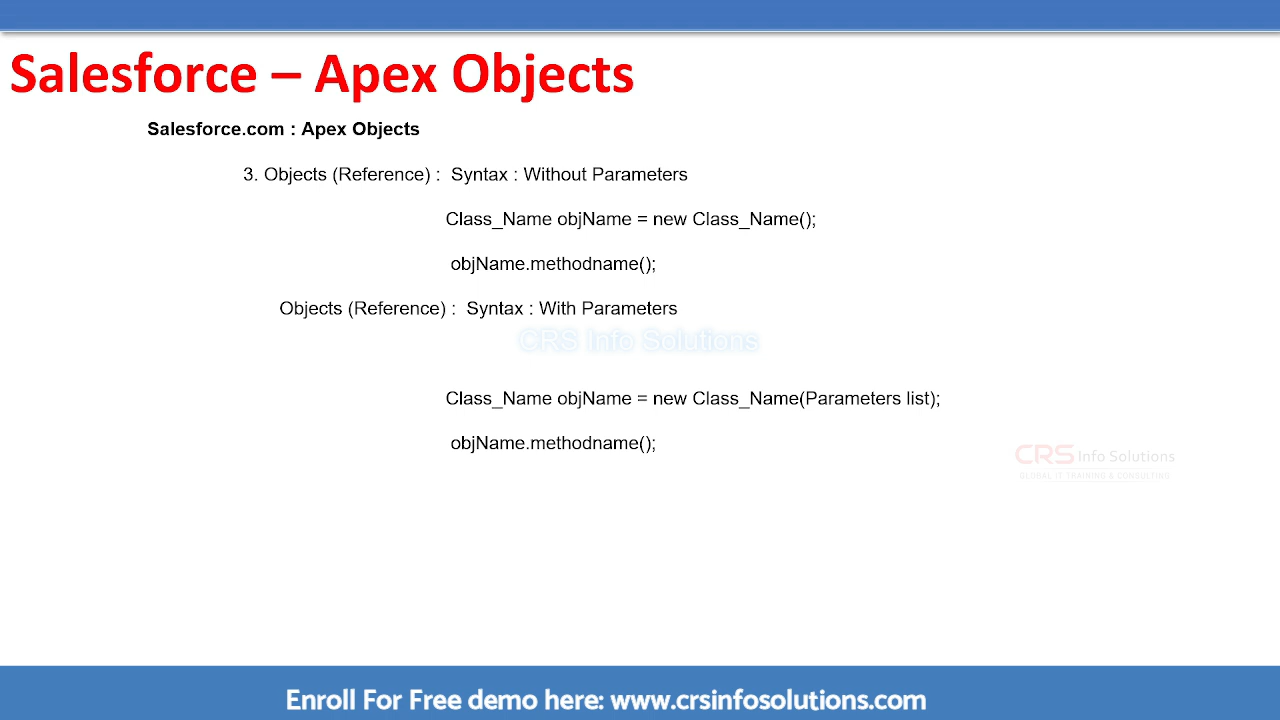 Salesforce – Apex Objects
Salesforce.com : Apex Objects
3. Objects (Reference) :  Syntax : Without Parameters
Class_Name objName = new Class_Name();
objName.methodname();
Objects (Reference) :  Syntax : With Parameters
CRS Info Solutions
Class_Name objName = new Class_Name(Parameters list);
objName.methodname();
CRS Info Solutions
GLOBAL IT TRAINING & CONSULTING
Enroll For Free demo here: www.crsinfosolutions.com